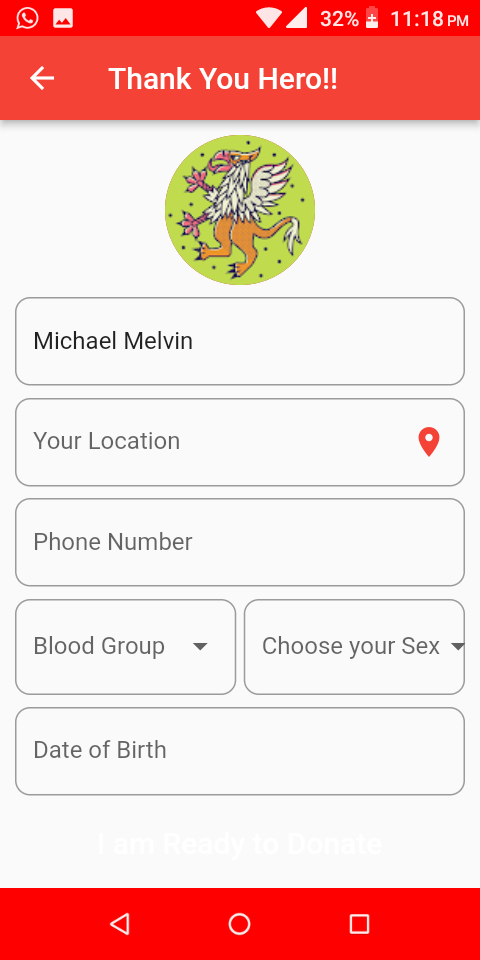 32% 11:18 PM
Thank You Hero!!
Michael Melvin
Your Location
Phone Number
Blood Group Choose your Sex
Date of Birth
I am Ready to Donate